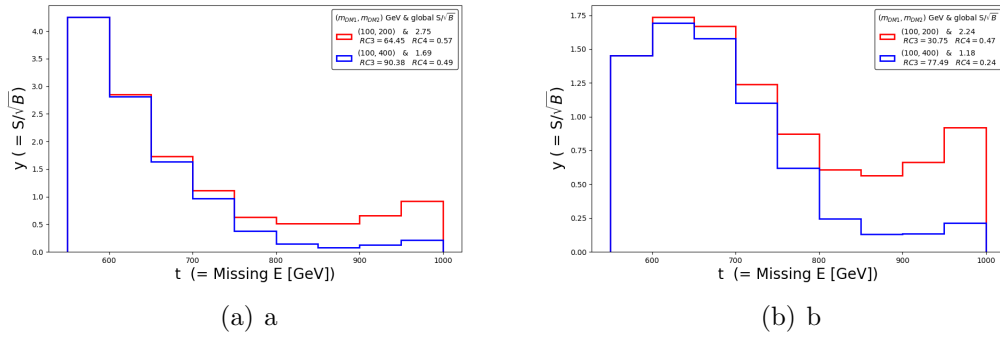 (m_DM1, m_DM2) GeV & global S/√B
(100, 200) & 2.75
RC3 = 64.45 RC4 = 0.57
(100, 400) & 1.69
RC3 = 90.38 RC4 = 0.49
y ( = S/√B)
4.0
3.5
3.0
2.5
2.0
1.5
1.0
0.5
0.0
600 700 800 900 1000
t (= Missing E [GeV])
(a) a
(m_DM1, m_DM2) GeV & global S/√B
(100, 200) & 2.24
RC3 = 30.75 RC4 = 0.47
(100, 400) & 1.18
RC3 = 77.49 RC4 = 0.24
y ( = S/√B)
1.75
1.50
1.25
1.00
0.75
0.50
0.25
0.00
600 700 800 900 1000
t (= Missing E [GeV])
(b) b